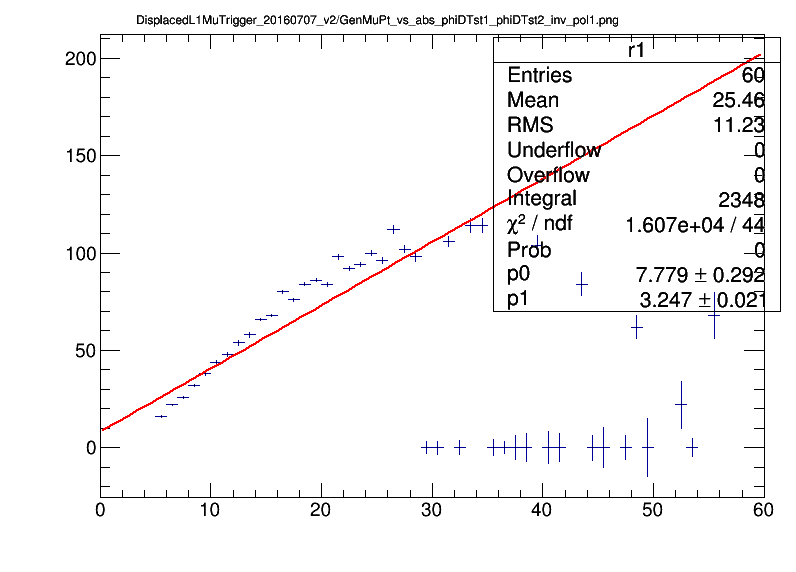 DisplacedL1MuTrigger_20160707_v2/GenMuPt_vs_abs_phiDTst1_phiDTst2_inv_pol1.png
r1
Entries 60
Mean 25.46
RMS 11.23
Underflow 0
Overflow 0
Integral 2348
χ² / ndf 1.607e+04 / 44
Prob 0
p0 7.779 ± 0.292
p1 3.247 ± 0.021
200
150
100
50
0
0 10 20 30 40 50 60